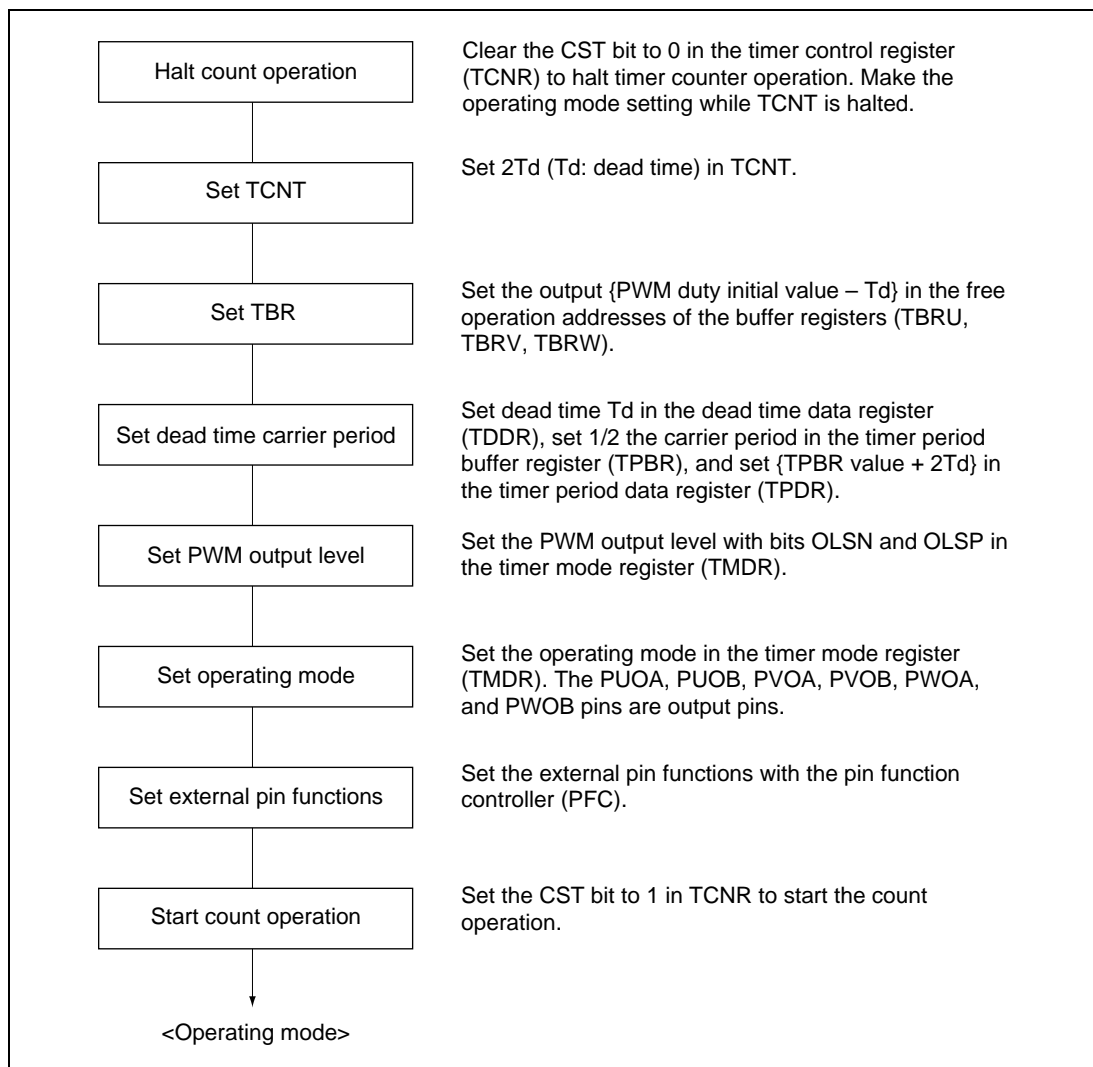 Halt count operation
Clear the CST bit to 0 in the timer control register
(TCNR) to halt timer counter operation. Make the
operating mode setting while TCNT is halted.
Set TCNT
Set 2Td (Td: dead time) in TCNT.
Set TBR
Set the output {PWM duty initial value – Td} in the free
operation addresses of the buffer registers (TBRU,
TBRV, TBRW).
Set dead time carrier period
Set dead time Td in the dead time data register
(TDDR), set 1/2 the carrier period in the timer period
buffer register (TPBR), and set {TPBR value + 2Td} in
the timer period data register (TPDR).
Set PWM output level
Set the PWM output level with bits OLSN and OLSP in
the timer mode register (TMDR).
Set operating mode
Set the operating mode in the timer mode register
(TMDR). The PUOA, PUOB, PVOA, PVOB, PWOA,
and PWOB pins are output pins.
Set external pin functions
Set the external pin functions with the pin function
controller (PFC).
Start count operation
Set the CST bit to 1 in TCNR to start the count
operation.
<Operating mode>